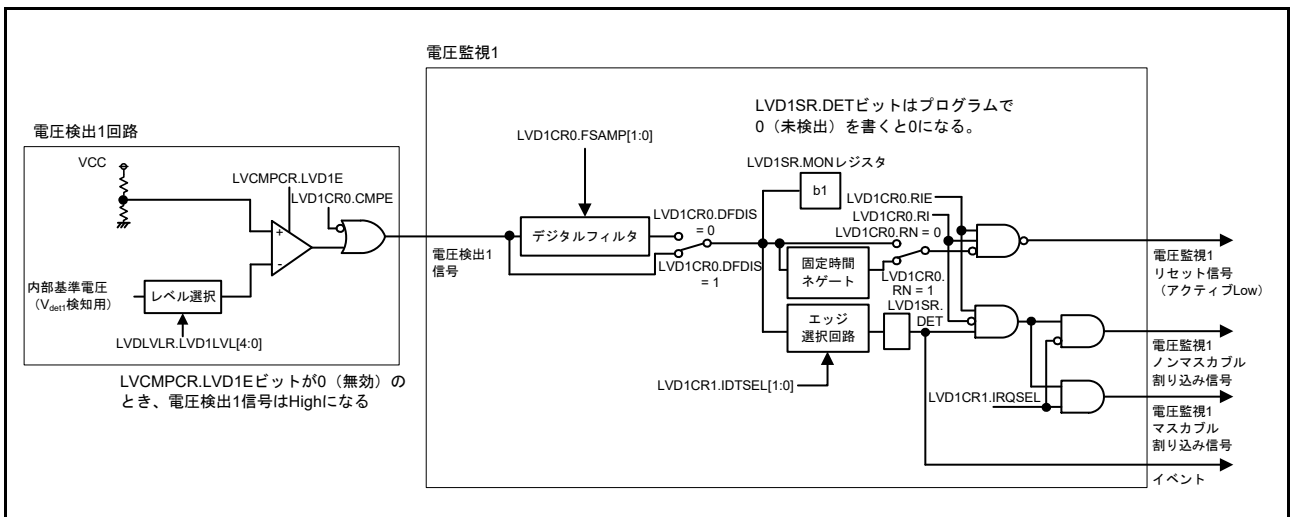 電圧監視1
電圧検出1回路
VCC
LVCMPCR.LVD1E
LVD1CR0.CMPE
+
-
内部基準電圧
（Vdet1検知用）
レベル選択
LVDLVLR.LVD1LVL[4:0]
LVCMPCR.LVD1Eビットが0（無効）の
とき、電圧検出1信号はHighになる
電圧検出1
信号
LVD1CR0.FSAMP[1:0]
デジタルフィルタ
LVD1CR0.DFDIS
= 0
LVD1CR0.DFDIS
= 1
LVD1SR.DETビットはプログラムで
0（未検出）を書くと0になる。
LVD1SR.MONレジスタ
b1
LVD1CR0.RIE
LVD1CR0.RI
LVD1CR0.RN = 0
固定時間
ネゲート
LVD1CR0.
RN = 1
LVD1SR.
DET
エッジ
選択回路
LVD1CR1.IDTSEL[1:0]
LVD1CR1.IRQSEL
電圧監視1
リセット信号
（アクティブLow）
電圧監視1
ノンマスカブル
割り込み信号
電圧監視1
マスカブル
割り込み信号
イベント